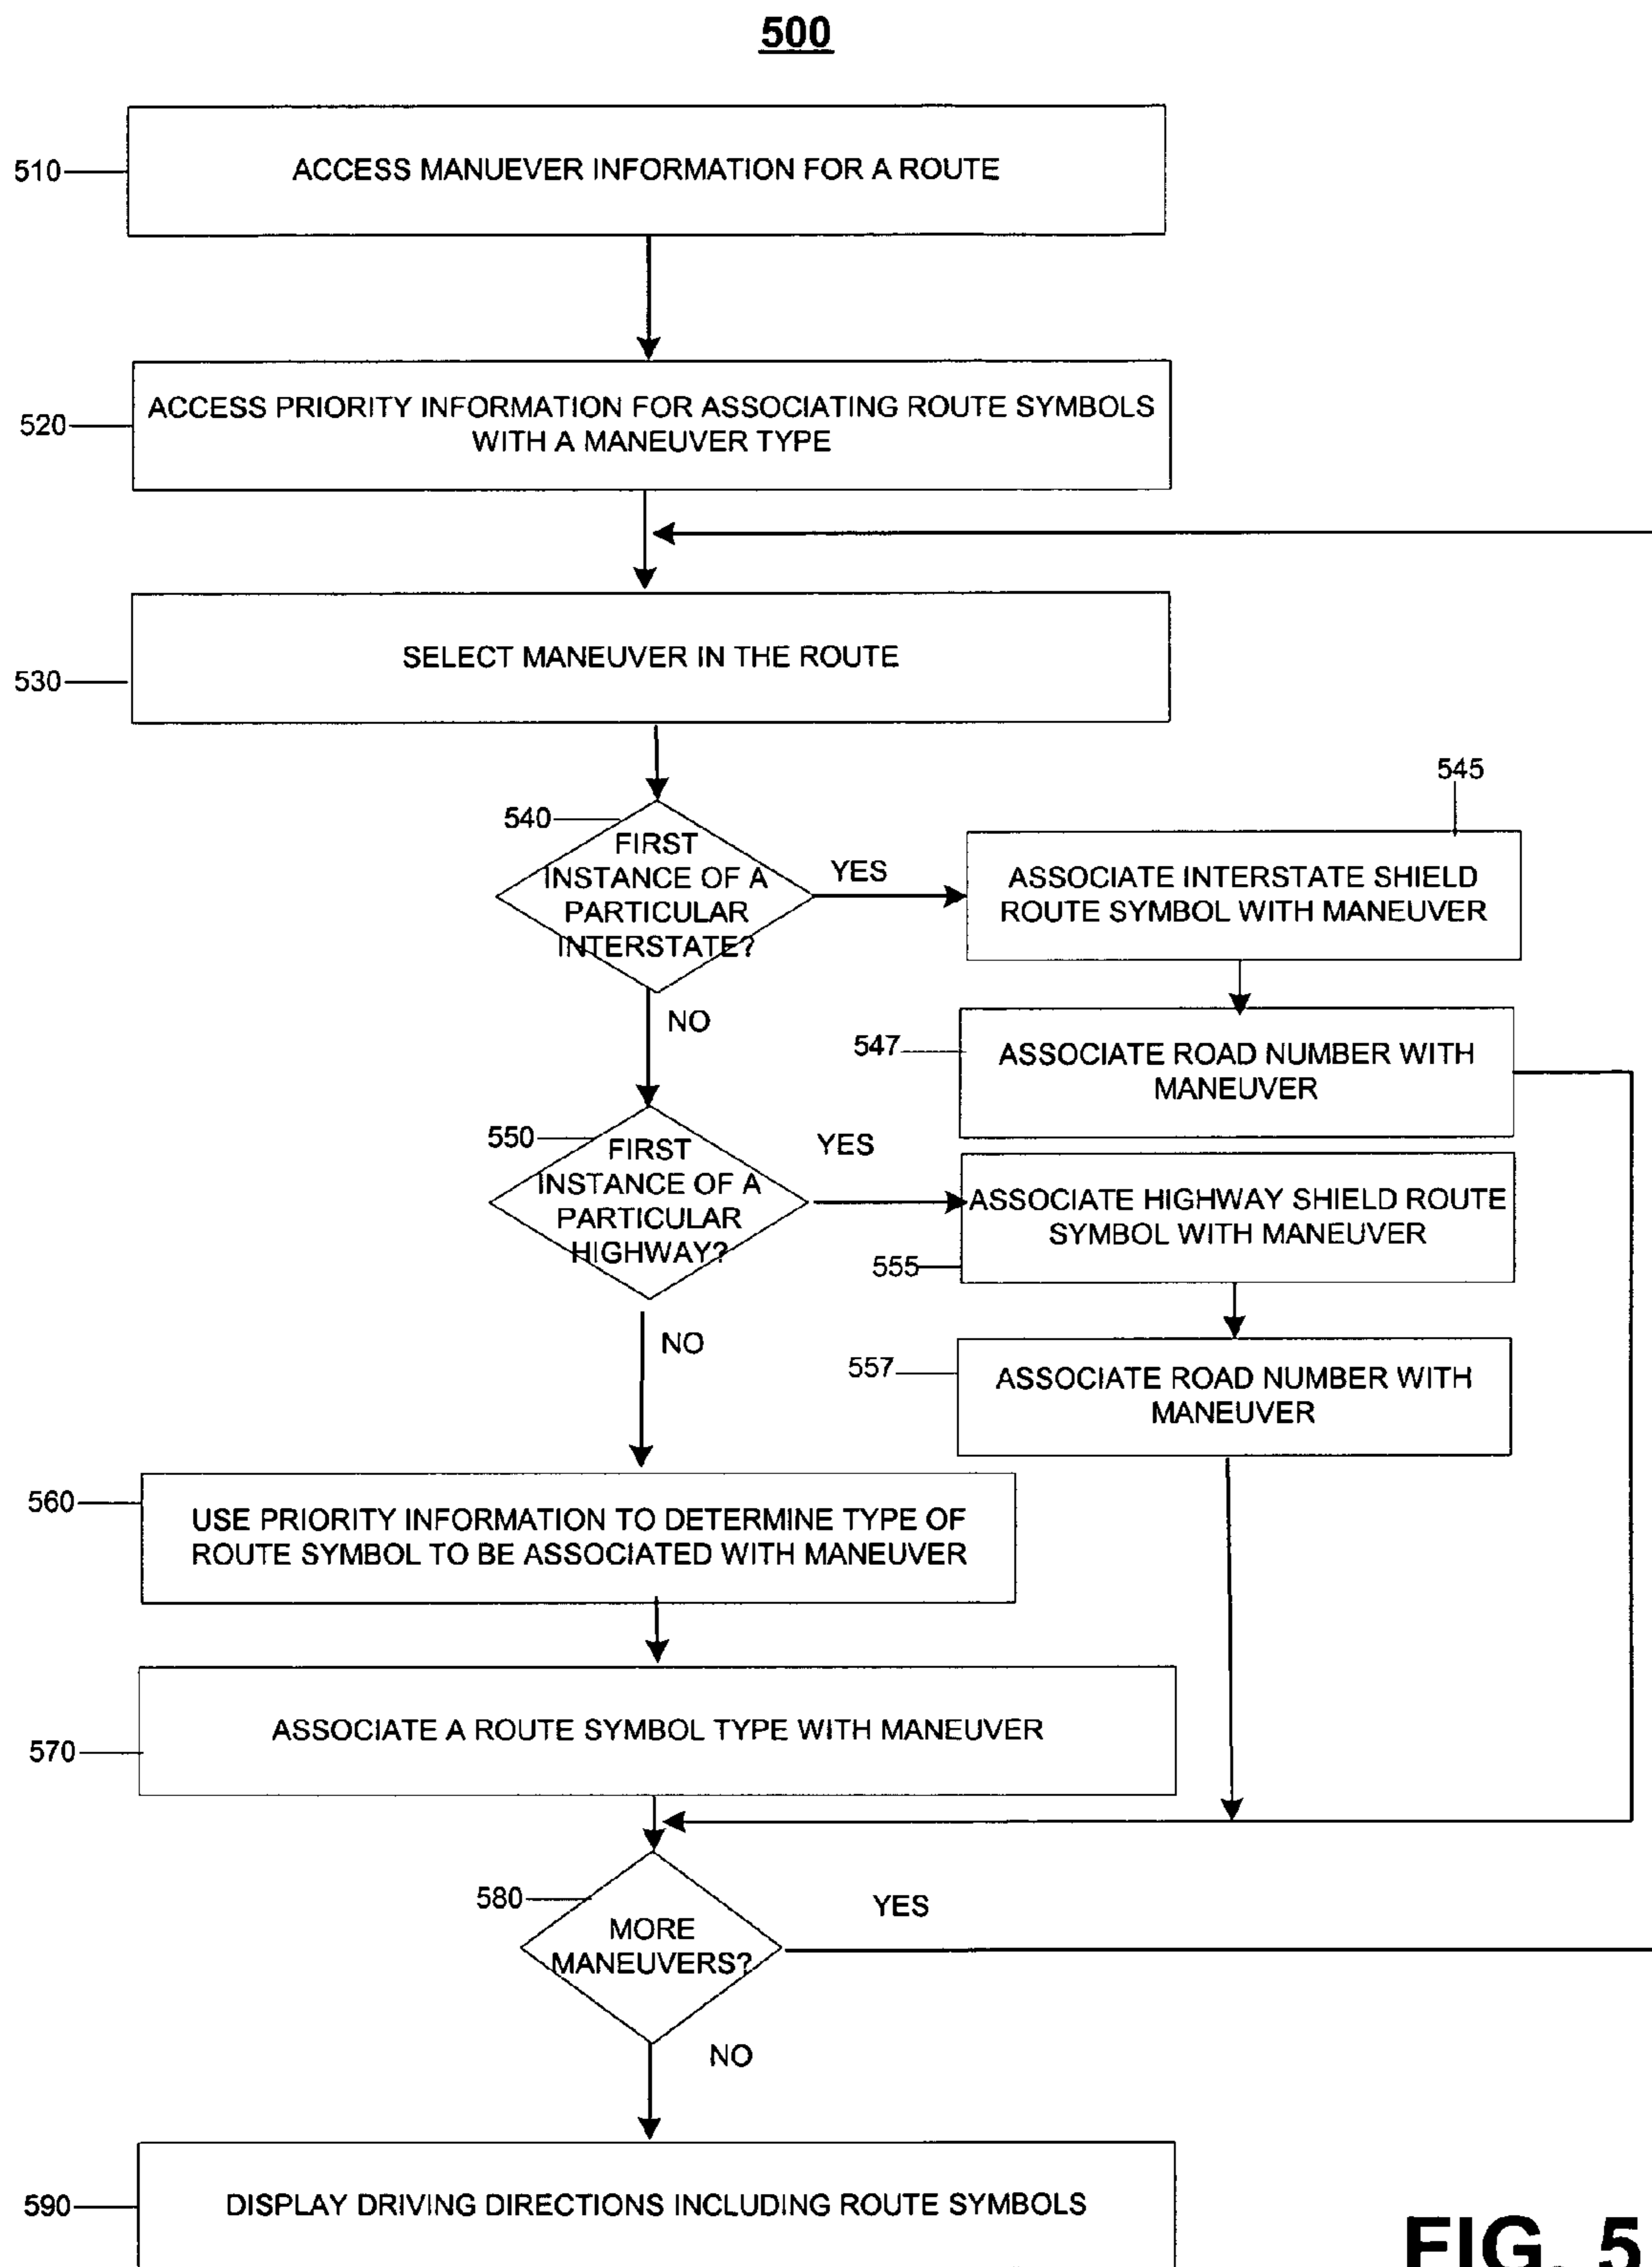 500
510
ACCESS MANUEVER INFORMATION FOR A ROUTE
520
ACCESS PRIORITY INFORMATION FOR ASSOCIATING ROUTE SYMBOLS
WITH A MANEUVER TYPE
530
SELECT MANEUVER IN THE ROUTE
540
FIRST
INSTANCE OF A
PARTICULAR
INTERSTATE?
YES
545
ASSOCIATE INTERSTATE SHIELD
ROUTE SYMBOL WITH MANEUVER
NO
547
ASSOCIATE ROAD NUMBER WITH
MANEUVER
550
FIRST
INSTANCE OF A
PARTICULAR
HIGHWAY?
YES
ASSOCIATE HIGHWAY SHIELD ROUTE
SYMBOL WITH MANEUVER
555
NO
557
ASSOCIATE ROAD NUMBER WITH
MANEUVER
560
USE PRIORITY INFORMATION TO DETERMINE TYPE OF
ROUTE SYMBOL TO BE ASSOCIATED WITH MANEUVER
570
ASSOCIATE A ROUTE SYMBOL TYPE WITH MANEUVER
580
MORE
MANEUVERS?
YES
NO
590
DISPLAY DRIVING DIRECTIONS INCLUDING ROUTE SYMBOLS
FIG. 5